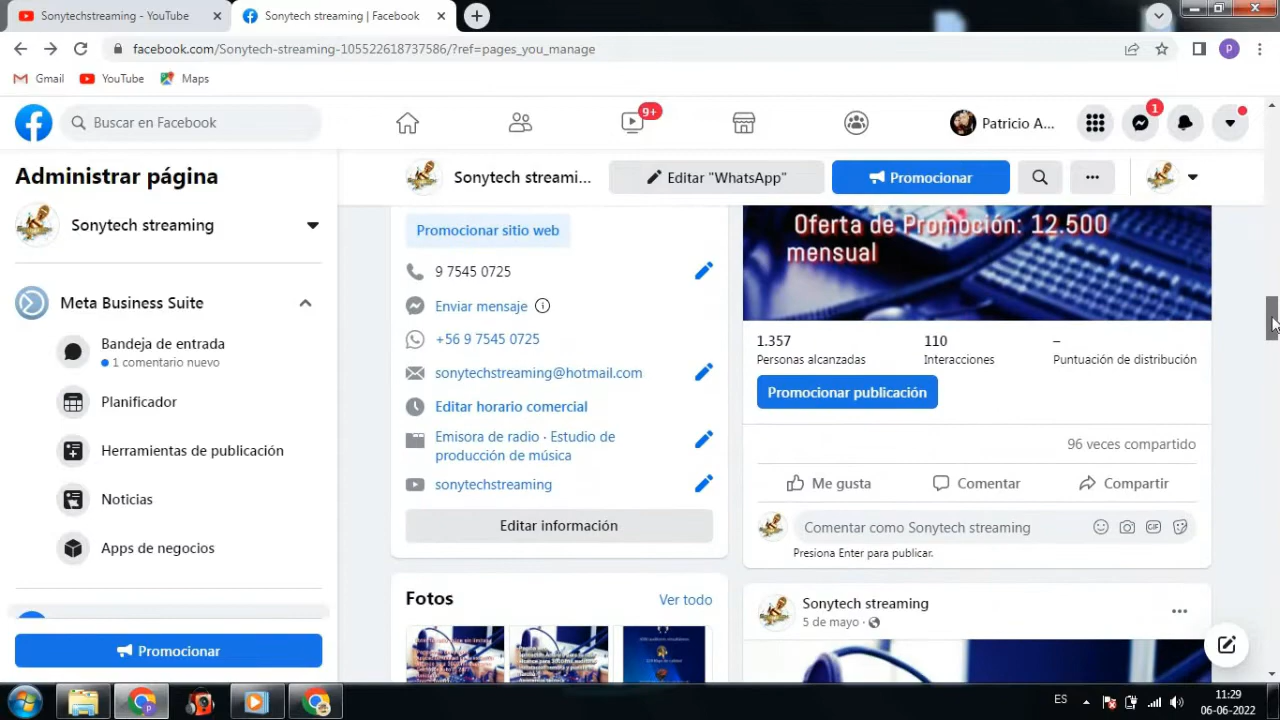 Sonytechstreaming - YouTube
Sonytech streaming | Facebook
facebook.com/Sonytech-streaming-105522618737586/?ref=pages_you_manage
P
Gmail
YouTube
Maps
Buscar en Facebook
9+
Patricio A...
1
Administrar página
Sonytech streami...
Editar "WhatsApp"
Promocionar
Sonytech streaming
Meta Business Suite
Bandeja de entrada
1 comentario nuevo
Planificador
Herramientas de publicación
Noticias
Apps de negocios
Promocionar
Promocionar sitio web
9 7545 0725
Enviar mensaje
+56 9 7545 0725
sonytechstreaming@hotmail.com
Editar horario comercial
Emisora de radio · Estudio de
producción de música
sonytechstreaming
Editar información
Fotos
Ver todo
Oferta de Promoción: 12.500
mensual
1.357
110
–
Personas alcanzadas
Interacciones
Puntuación de distribución
Promocionar publicación
96 veces compartido
Me gusta
Comentar
Compartir
Comentar como Sonytech streaming
GIF
Presiona Enter para publicar.
Sonytech streaming
5 de mayo ·
ES
11:29
06-06-2022